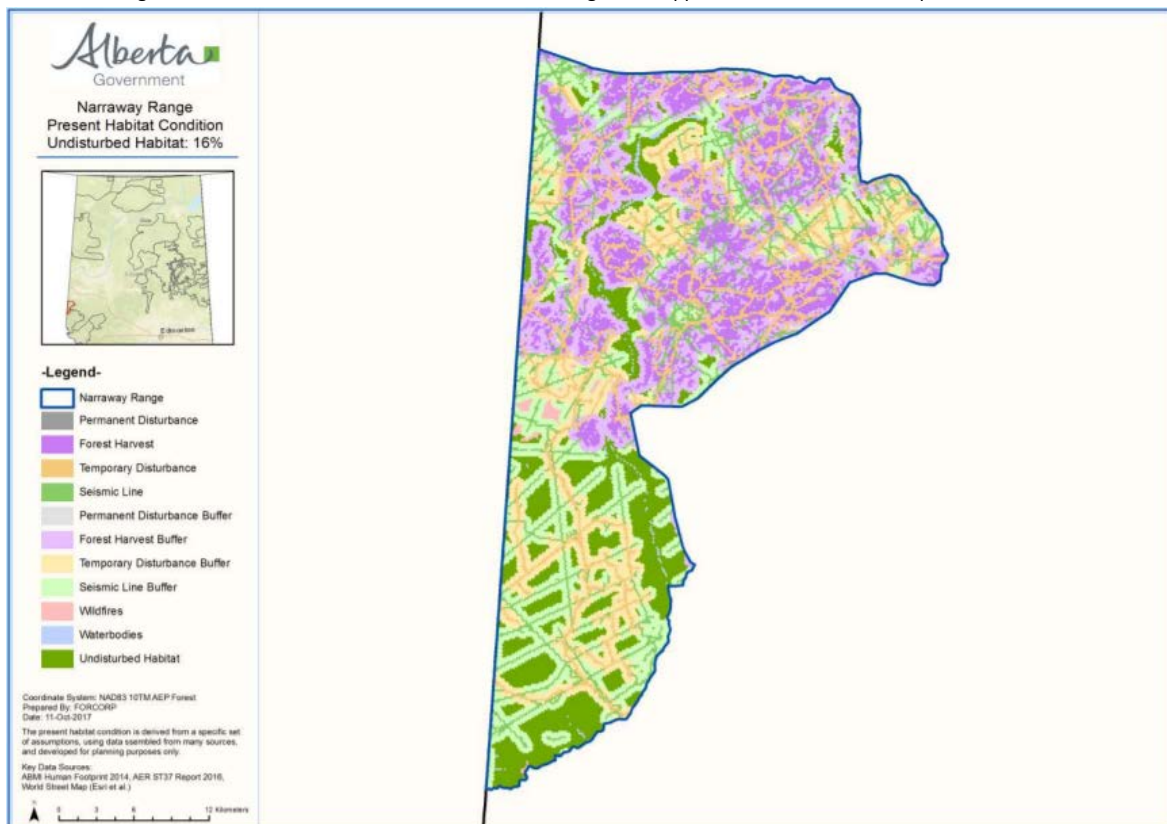 Alberta
Government
Narraway Range
Present Habitat Condition
Undisturbed Habitat: 16%
Edmonton
-Legend-
Narraway Range
Permanent Disturbance
Forest Harvest
Temporary Disturbance
Seismic Line
Permanent Disturbance Buffer
Forest Harvest Buffer
Temporary Disturbance Buffer
Seismic Line Buffer
Wildfires
Waterbodies
Undisturbed Habitat
Coordinate System: NAD83 10TM AEP Forest
Prepared By: FORCORP
Date: 11-Oct-2017
The present habitat condition is derived from a specific set
of assumptions, using data ssembled from many sources,
and developed for planning purposes only.
Key Data Sources:
ABMI Human Footprint 2014, AER ST37 Report 2016,
World Street Map (Esri et al.)
N
0 3 6 12 Kilometers